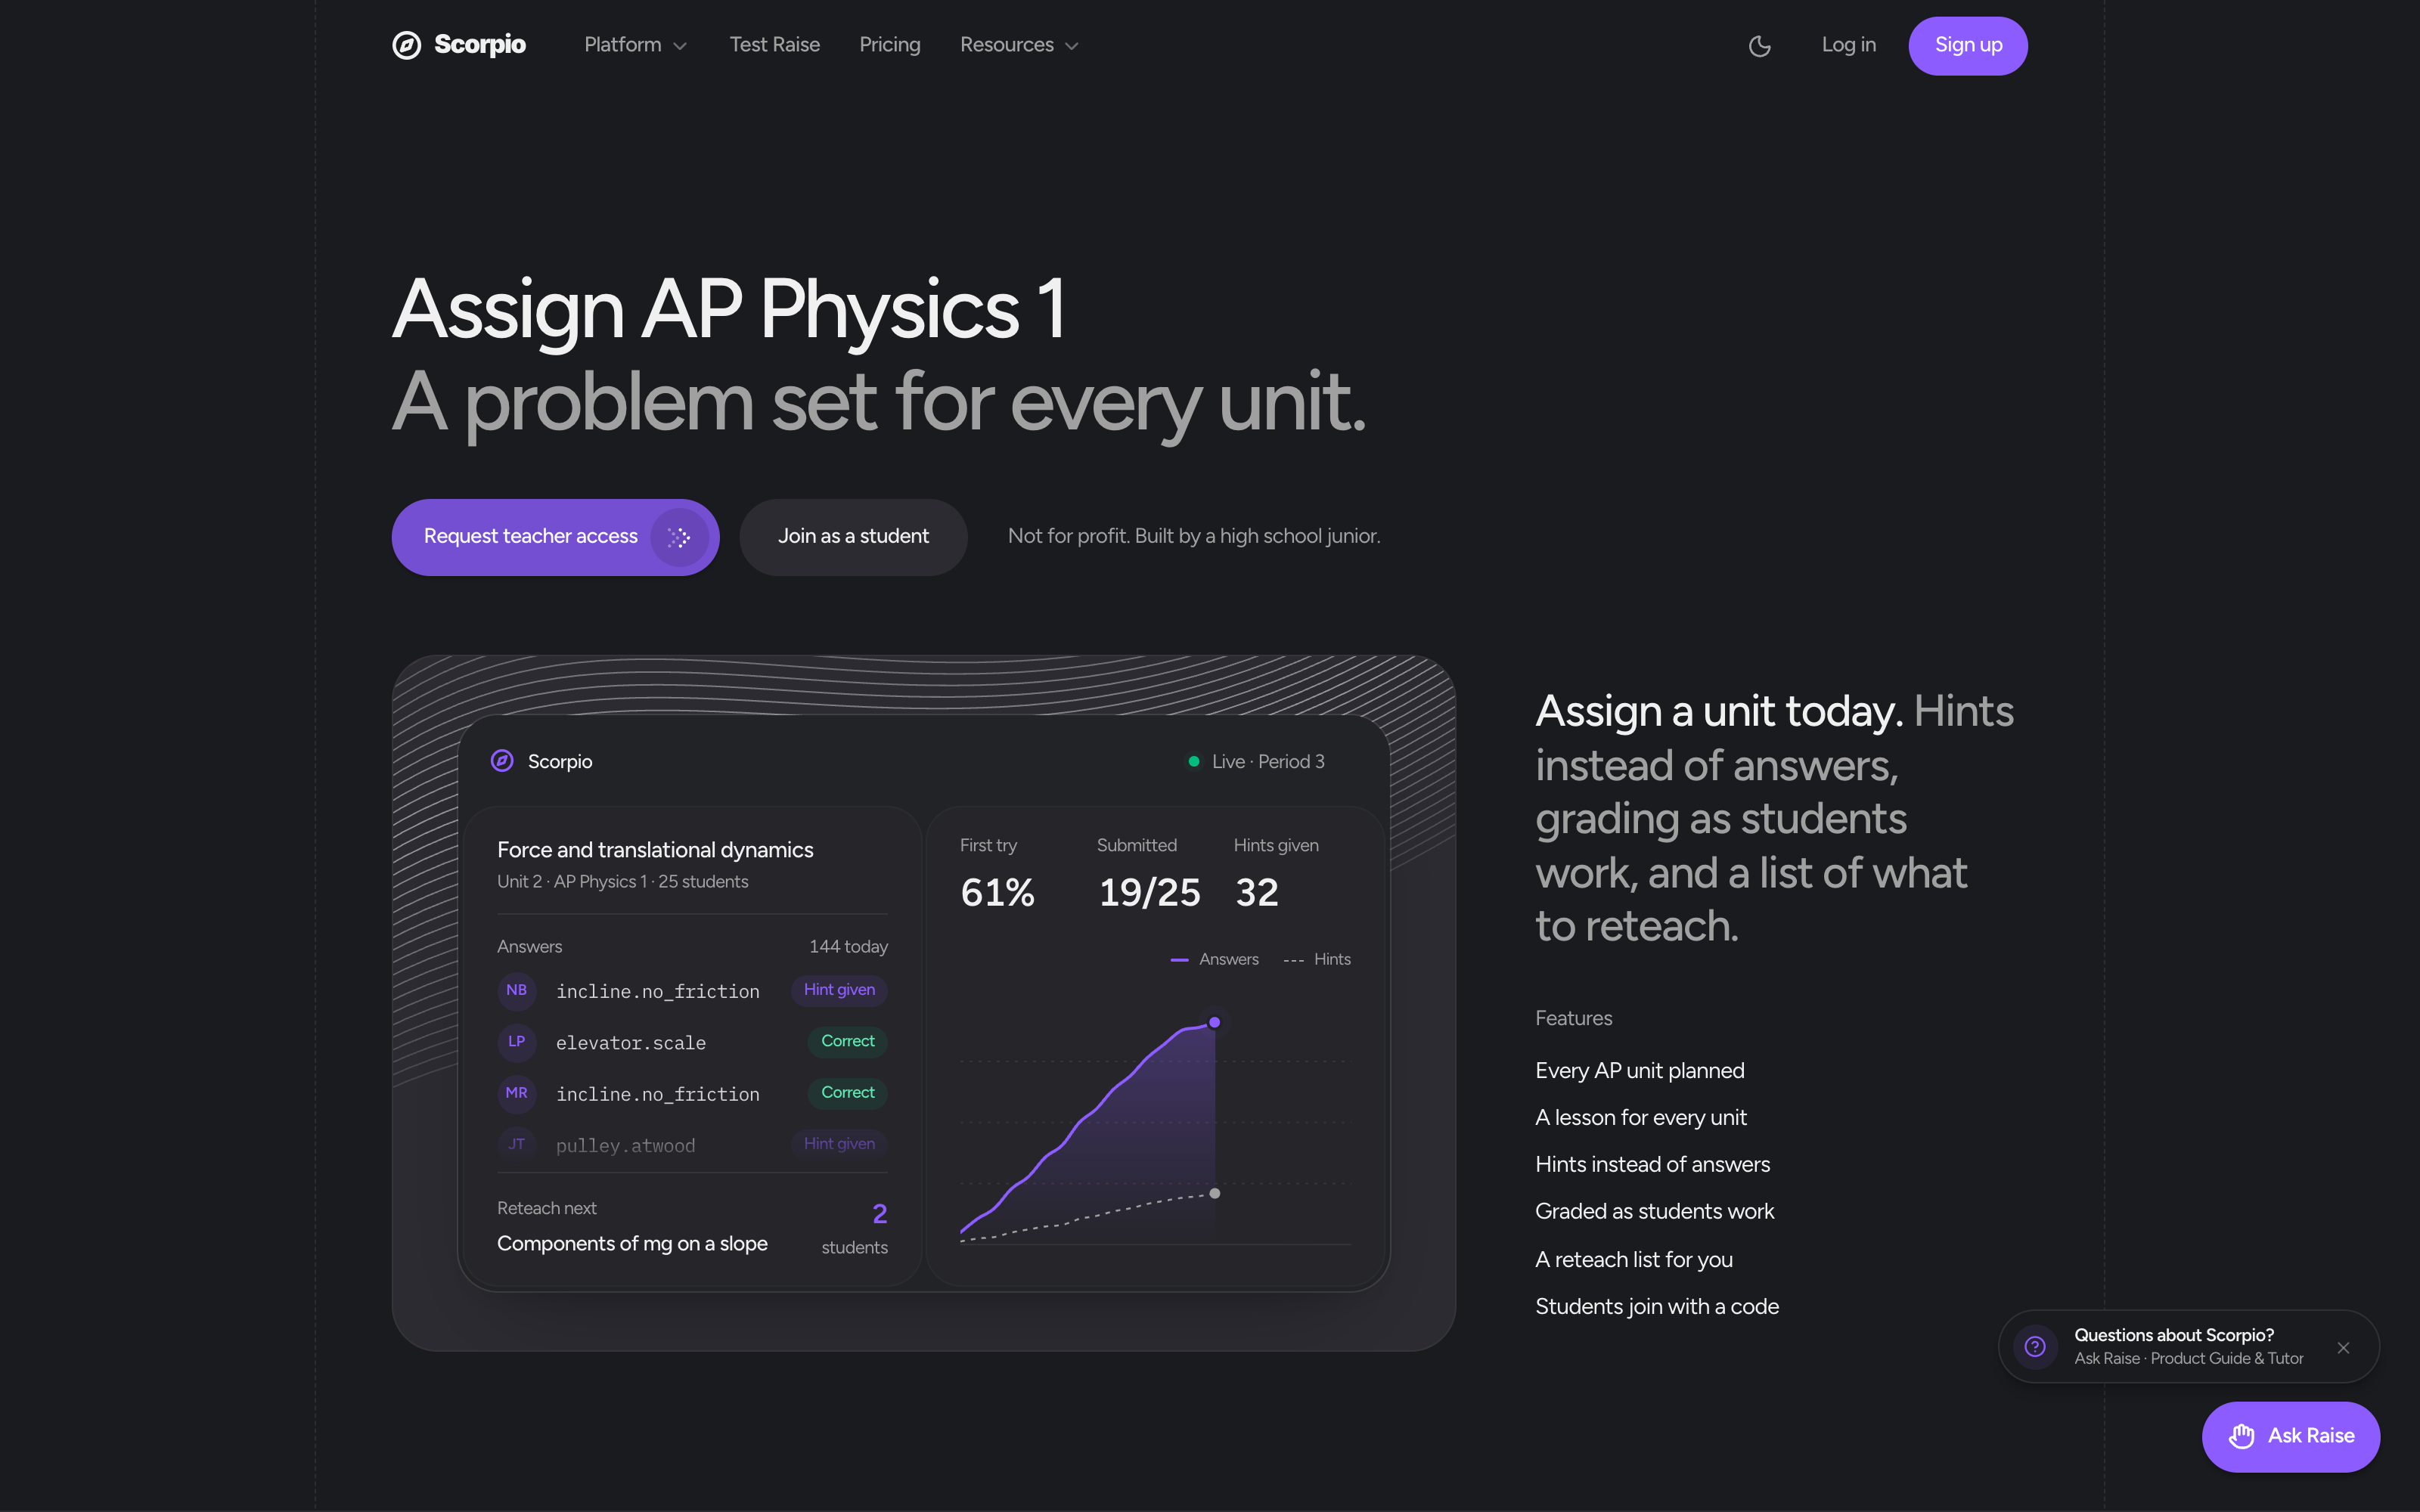 Scorpio
Platform
Test Raise
Pricing
Resources
Log in
Sign up
Assign AP Physics 1
A problem set for every unit.
Request teacher access
Join as a student
Not for profit. Built by a high school junior.
Scorpio
Live · Period 3
Force and translational dynamics
Unit 2 · AP Physics 1 · 25 students
Answers
144 today
NB incline.no_friction Hint given
LP elevator.scale Correct
MR incline.no_friction Correct
JT pulley.atwood Hint given
Reteach next
2
Components of mg on a slope
students
First try
Submitted
Hints given
61%
19/25
32
Answers
Hints
Assign a unit today. Hints
instead of answers,
grading as students
work, and a list of what
to reteach.
Features
Every AP unit planned
A lesson for every unit
Hints instead of answers
Graded as students work
A reteach list for you
Students join with a code
Questions about Scorpio?
Ask Raise · Product Guide & Tutor
Ask Raise